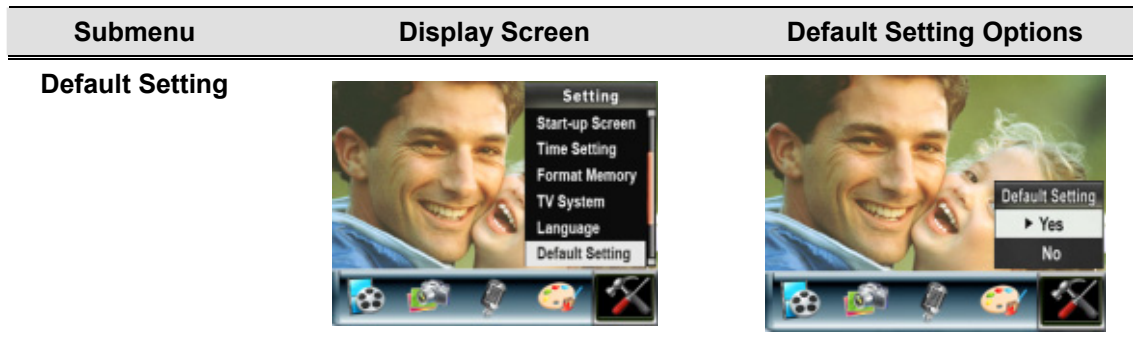 Submenu Display Screen Default Setting Options
Default Setting
Setting
Start-up Screen
Time Setting
Format Memory
TV System
Language
Default Setting
Default Setting
Yes
No